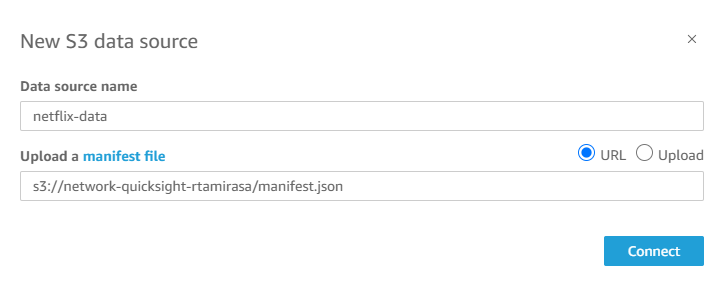 New S3 data source
×
Data source name
netflix-data
Upload a manifest file URL Upload
s3://network-quicksight-rtamirasa/manifest.json
Connect